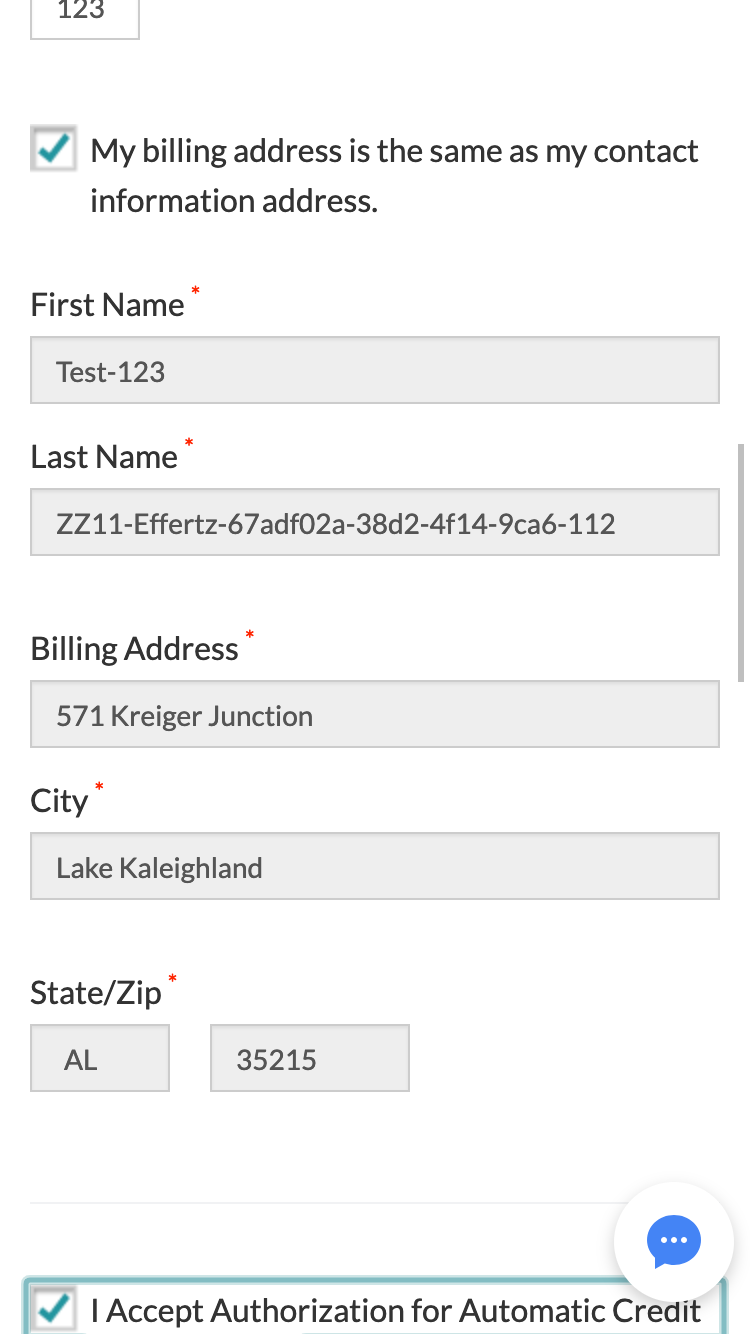 123
My billing address is the same as my contact
information address.
First Name *
Test-123
Last Name *
ZZ11-Effertz-67adf02a-38d2-4f14-9ca6-112
Billing Address *
571 Kreiger Junction
City *
Lake Kaleighland
State/Zip *
AL 35215
I Accept Authorization for Automatic Credit